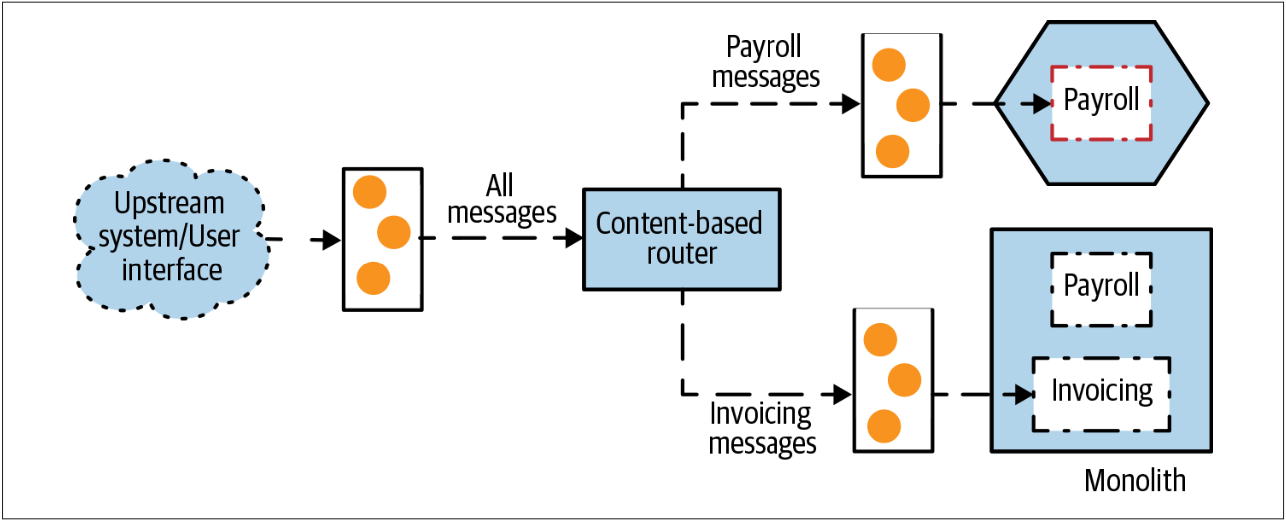 Upstream
system/User
interface
All
messages
Content-based
router
Payroll
messages
Payroll
Invoicing
messages
Payroll
Invoicing
Monolith